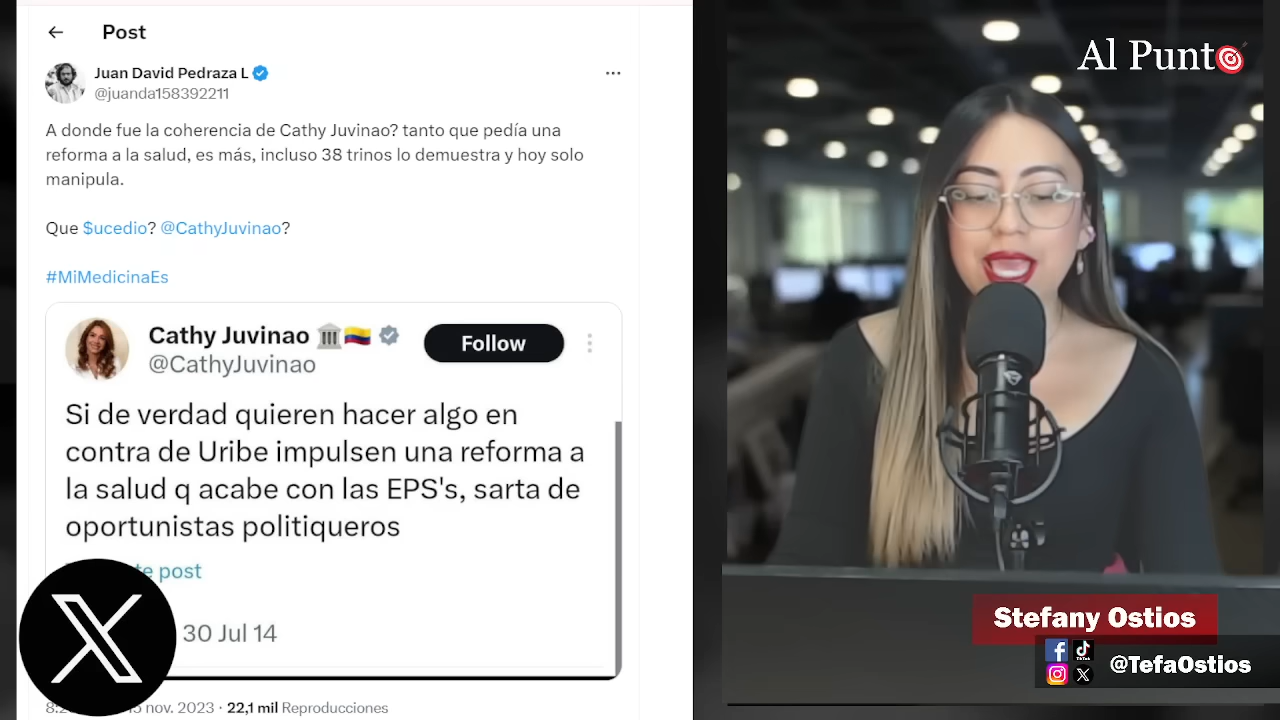 Post
Juan David Pedraza L
@juanda158392211
A donde fue la coherencia de Cathy Juvinao? tanto que pedía una
reforma a la salud, es más, incluso 38 trinos lo demuestra y hoy solo
manipula.
Que $ucedio? @CathyJuvinao?
#MiMedicinaEs
Cathy Juvinao
@CathyJuvinao
Follow
Si de verdad quieren hacer algo en
contra de Uribe impulsen una reforma a
la salud q acabe con las EPS's, sarta de
oportunistas politiqueros
post
30 Jul 14
nov. 2023 · 22,1 mil Reproducciones
Al Punto
Stefany Ostios
@TefaOstios